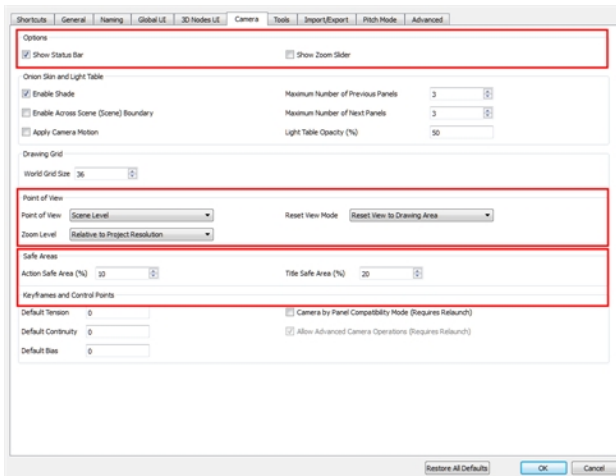 Shortcuts General Naming Global UI 3D Nodes UI Camera Tools Import/Export Pitch Mode Advanced
Options
Show Status Bar Show Zoom Slider
Onion Skin and Light Table
Enable Shade Maximum Number of Previous Panels 3
Enable Across Scene (Scene) Boundary Maximum Number of Next Panels 3
Apply Camera Motion Light Table Opacity (%) 50
Drawing Grid
World Grid Size 36
Point of View
Point of View Scene Level Reset View Mode Reset View to Drawing Area
Zoom Level Relative to Project Resolution
Safe Areas
Action Safe Area (%) 10 Title Safe Area (%) 20
Keyframes and Control Points
Default Tension 0 Camera by Panel Compatibility Mode (Requires Relaunch)
Default Continuity 0 Allow Advanced Camera Operations (Requires Relaunch)
Default Bias 0
Restore All Defaults OK Cancel